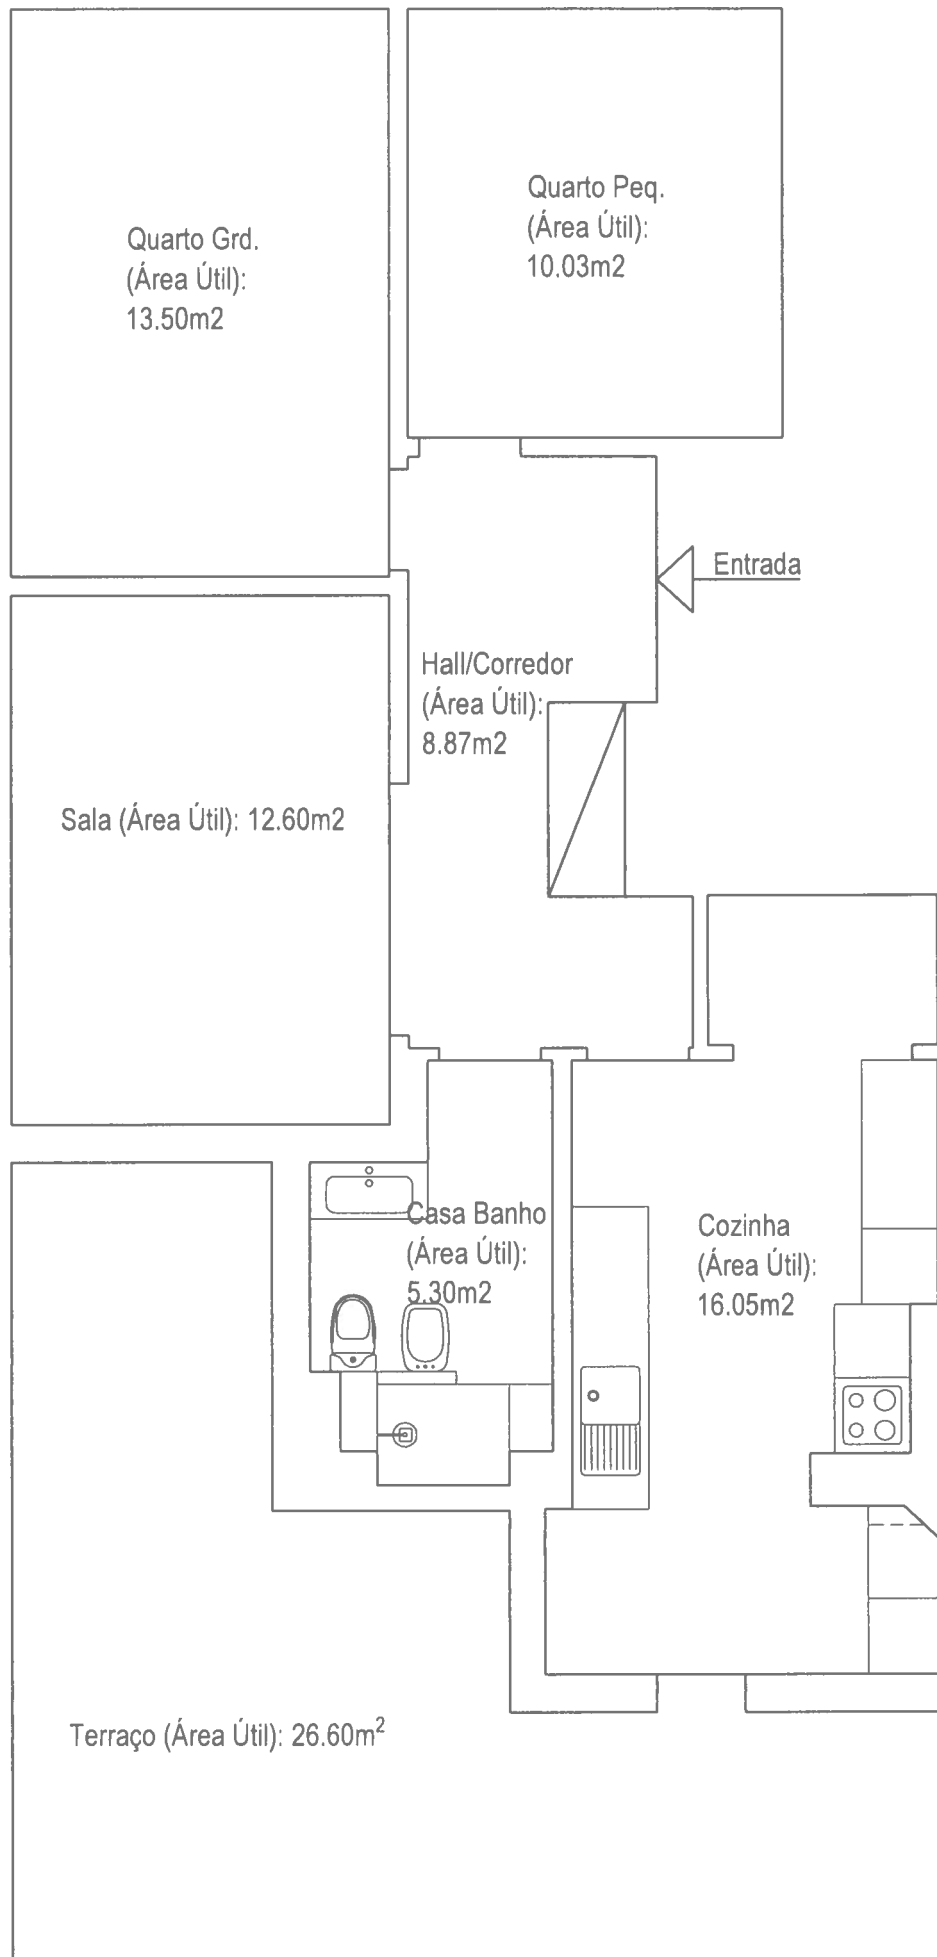 Quarto Grd.
(Área Útil):
13.50m2
Quarto Peq.
(Área Útil):
10.03m2
Entrada
Hall/Corredor
(Área Útil):
8.87m2
Sala (Área Útil): 12.60m2
Casa Banho
(Área Útil):
5.30m2
Cozinha
(Área Útil):
16.05m2
Terraço (Área Útil): 26.60m²